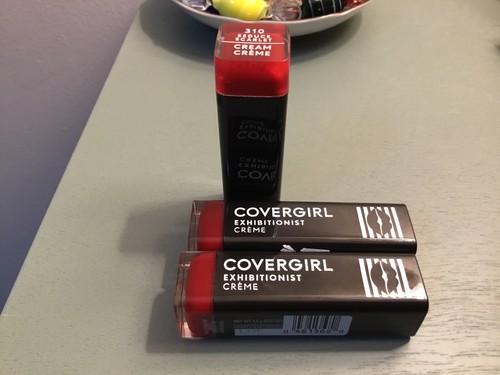 310
SEDUCE
SCARLET
CREAM
CRÈME
COVERGIRL
EXHIBITIONIST
CRÈME
COVERGIRL
EXHIBITIONIST
CRÈME